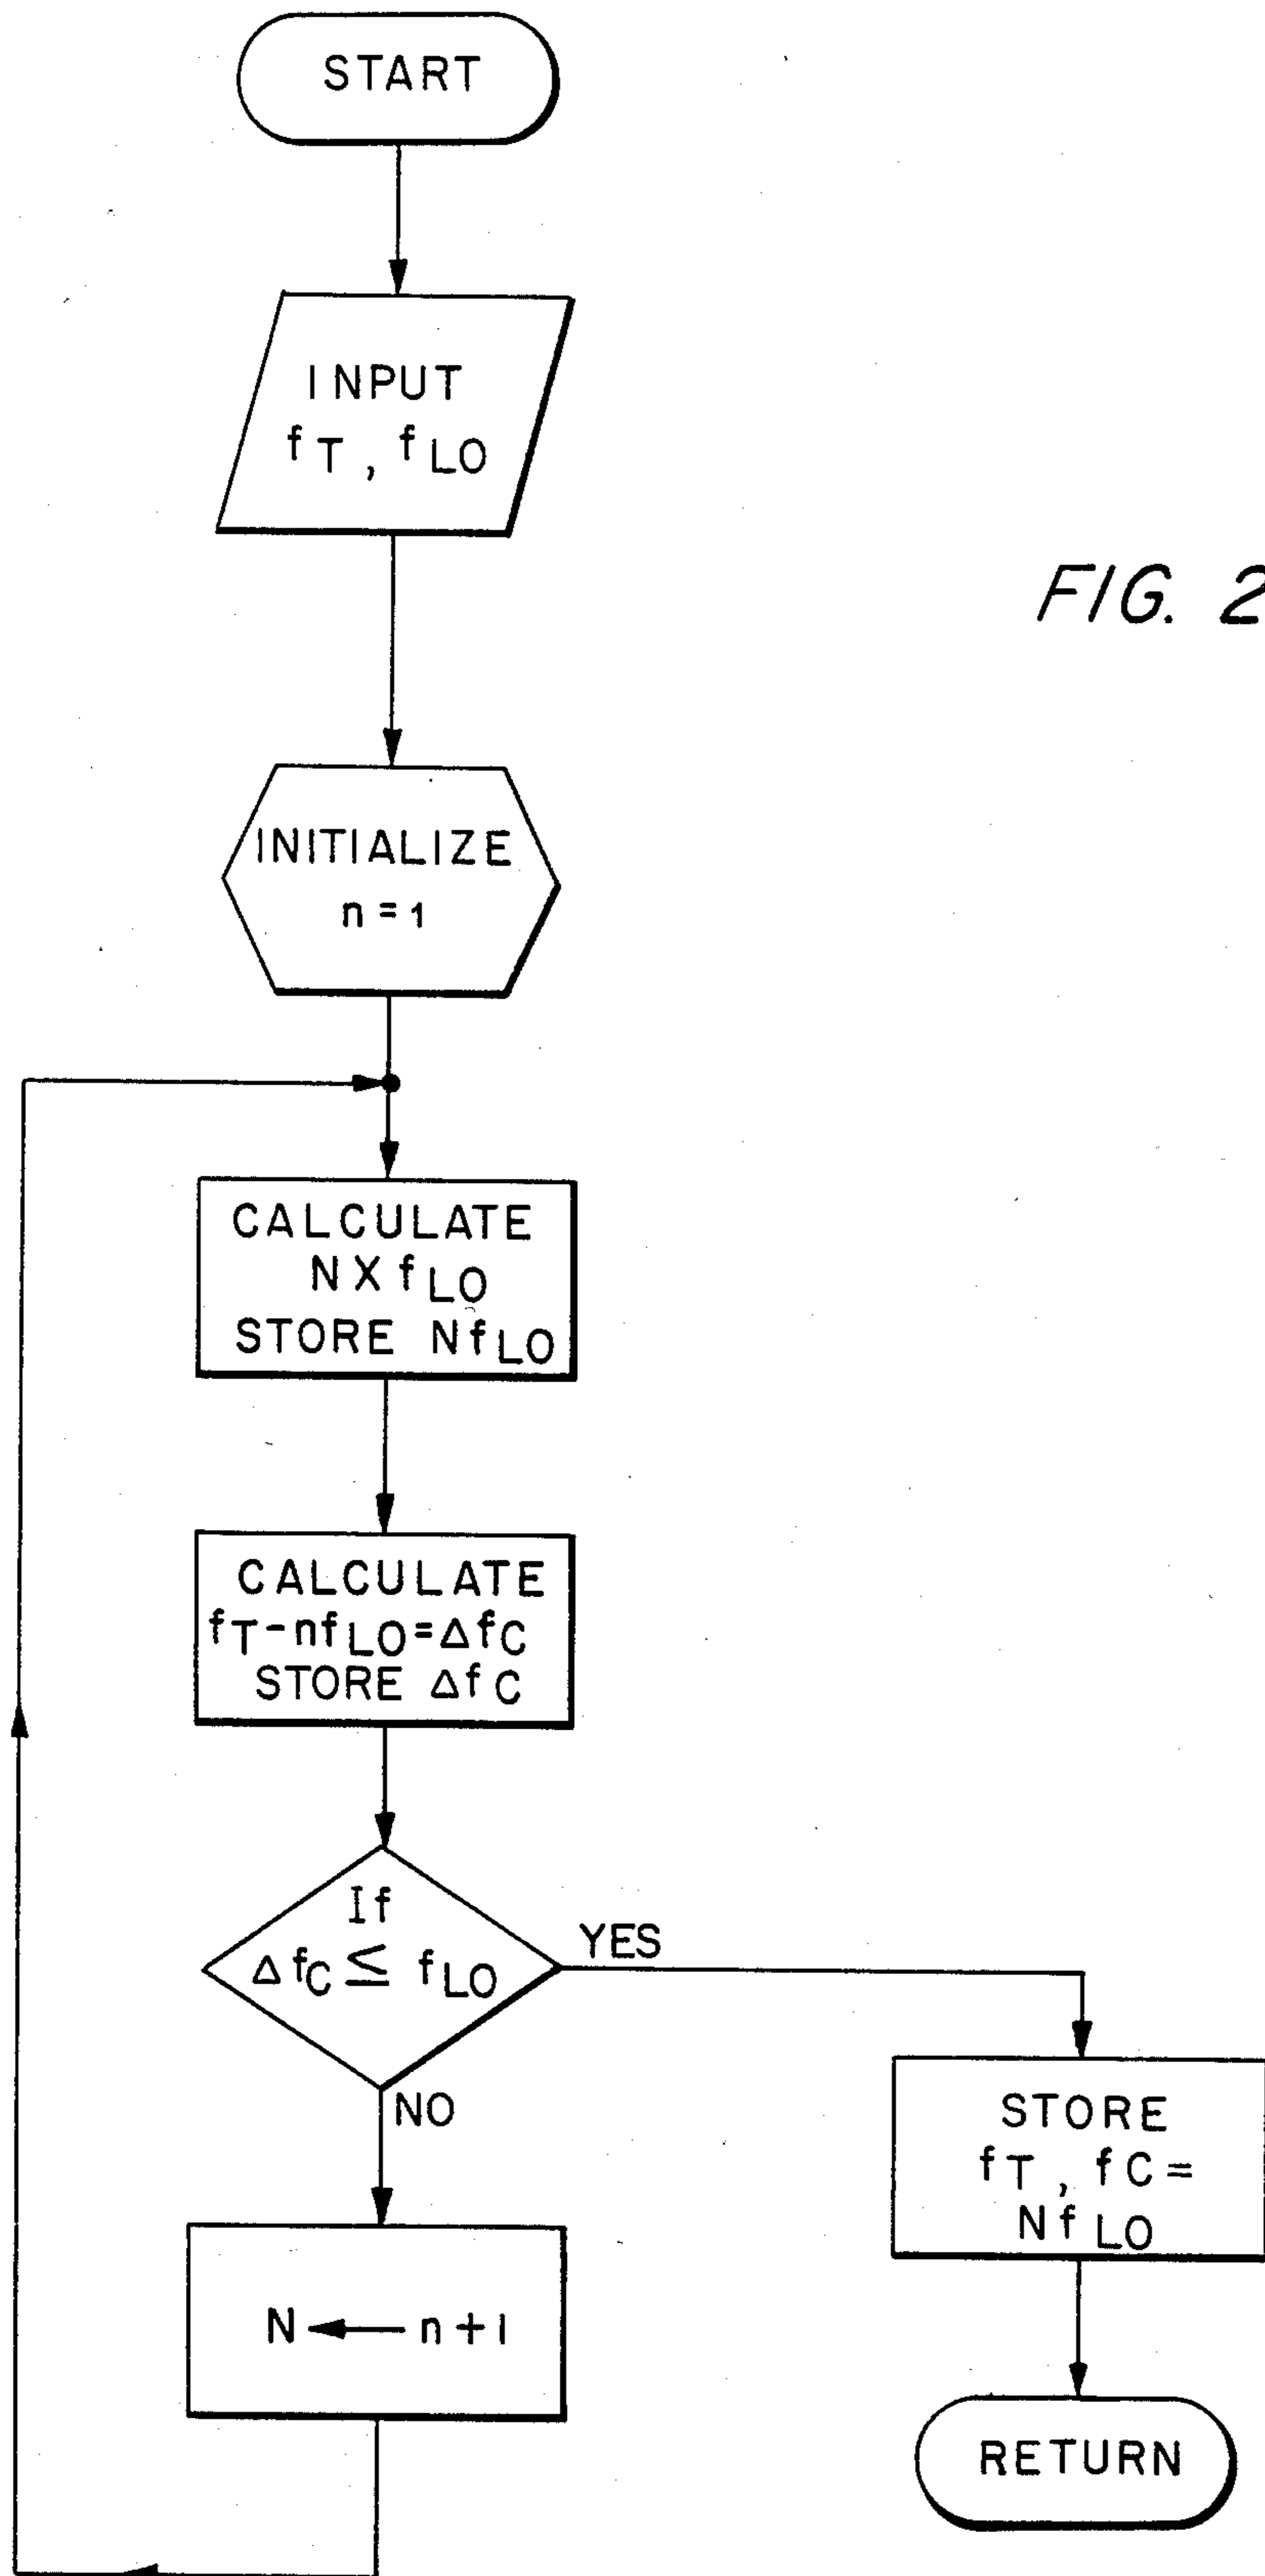 START
INPUT
fT, fLO
FIG. 2
INITIALIZE
n=1
CALCULATE
N X fLO
STORE NfLO
CALCULATE
fT-nfLO=ΔfC
STORE ΔfC
If
ΔfC ≤ fLO
YES
NO
STORE
fT, fC=
NfLO
N ← n+1
RETURN